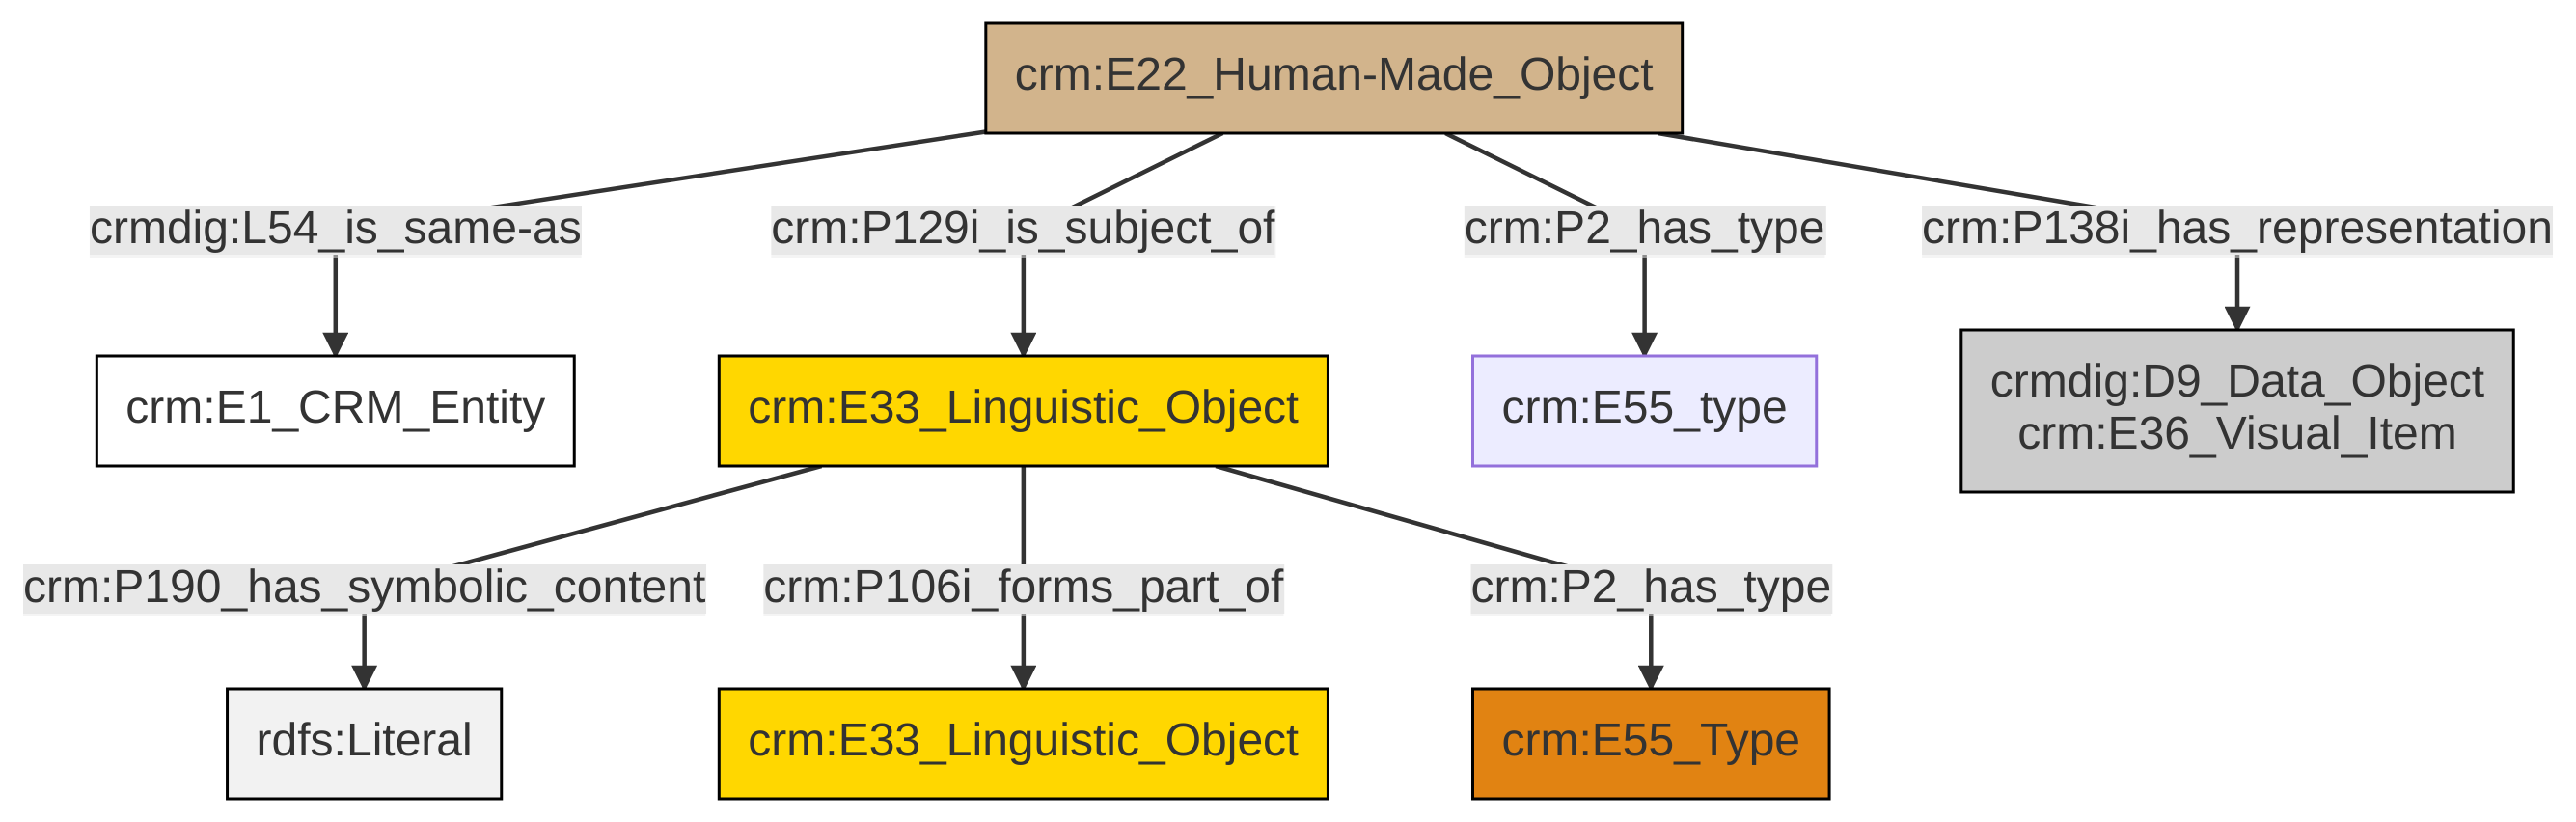 crm:E22_Human-Made_Object
crmdig:L54_is_same-as
crm:P129i_is_subject_of
crm:P2_has_type
crm:P138i_has_representation
crm:E1_CRM_Entity
crm:E33_Linguistic_Object
crm:E55_type
crmdig:D9_Data_Object
crm:E36_Visual_Item
crm:P190_has_symbolic_content
crm:P106i_forms_part_of
crm:P2_has_type
rdfs:Literal
crm:E33_Linguistic_Object
crm:E55_Type